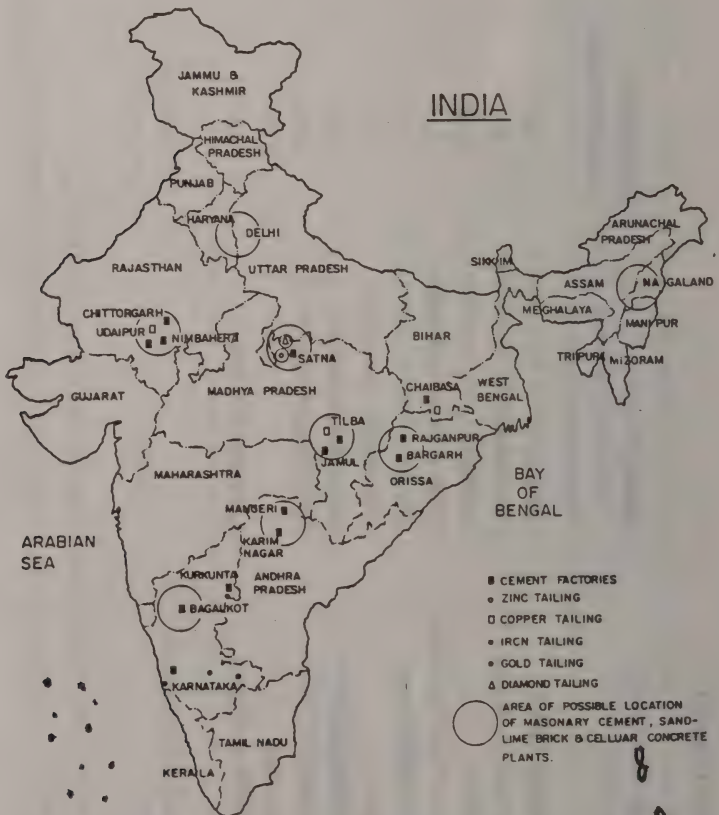 INDIA
JAMMU &
KASHMIR
HIMACHAL
PRADESH
PUNJAB
HARYANA
DELHI
RAJASTHAN
UTTAR PRADESH
SIKKIM
ARUNACHAL
PRADESH
ASSAM
NAGALAND
MEGHALAYA
MANIPUR
TRIPURA
MIZORAM
CHITTORGARH
UDAIPUR
NIMBAHERA
SATNA
BIHAR
GUJARAT
MADHYA PRADESH
CHAIBASA
WEST
BENGAL
TILBA
JAMUL
RAJGANPUR
BARGARH
ORISSA
MAHARASHTRA
BAY
OF
BENGAL
MANGERI
KARIM
NAGAR
ARABIAN
SEA
KURKUNTA
ANDHRA
PRADESH
BAGALKOT
KARNATAKA
TAMIL NADU
KERALA
CEMENT FACTORIES
ZINC TAILING
COPPER TAILING
IRCN TAILING
GOLD TAILING
DIAMOND TAILING
AREA OF POSSIBLE LOCATION
OF MASONARY CEMENT, SAND-
LIME BRICK & CELLUAR CONCRETE
PLANTS.